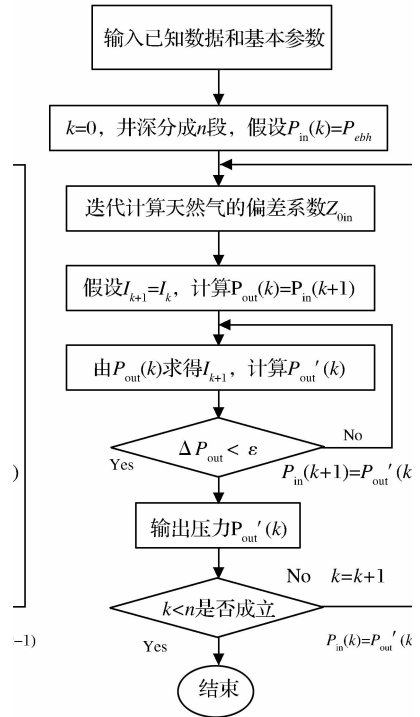 输入已知数据和基本参数
k=0，井深分成n段，假设P_in(k)=P_ebh
迭代计算天然气的偏差系数Z_0in
假设I_k+1=I_k，计算P_out(k)=P_in(k+1)
由P_out(k)求得I_k+1，计算P_out′(k)
ΔP_out < ε
No
Yes
P_in(k+1)=P_out′(k
)
输出压力P_out′(k)
No k=k+1
k<n是否成立
−1)
Yes
P_in(k)=P_out′(k
结束